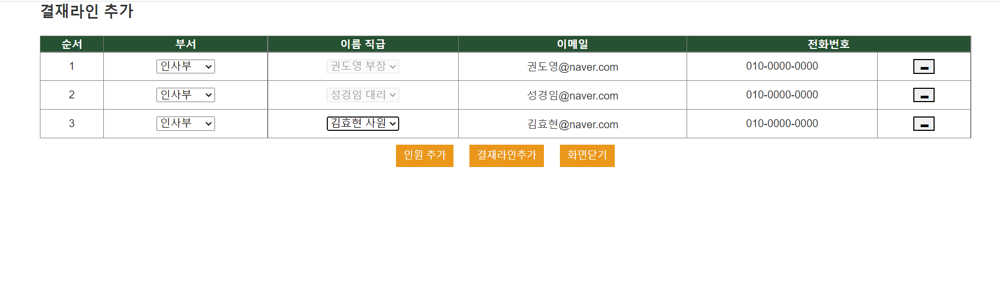 결재라인 추가
순서 부서 이름 직급 이메일 전화번호
1 인사부 권도영 부장 권도영@naver.com 010-0000-0000
2 인사부 성경임 대리 성경임@naver.com 010-0000-0000
3 인사부 김효현 사원 김효현@naver.com 010-0000-0000
인원 추가 결재라인추가 화면닫기